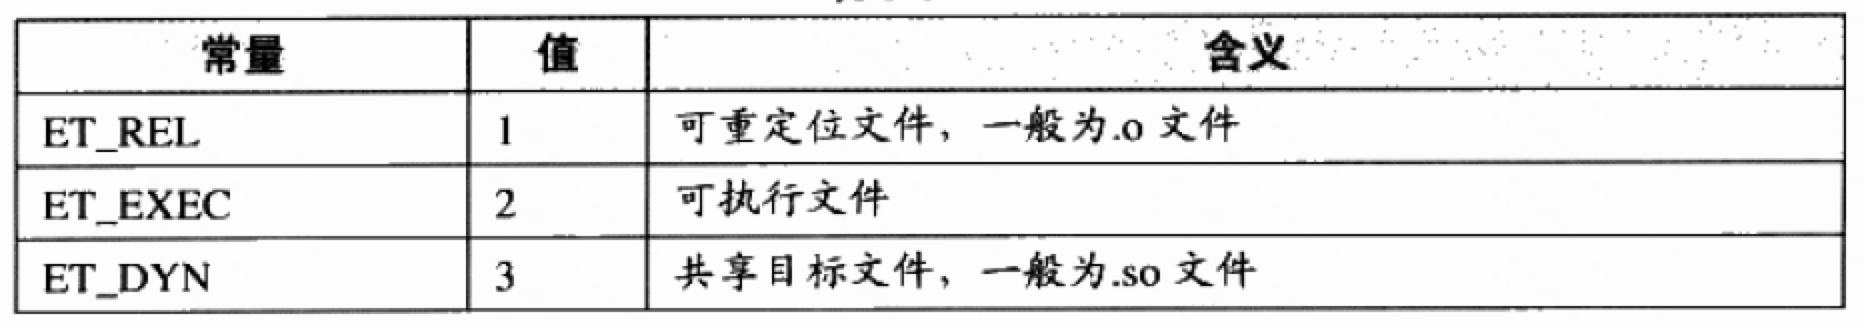 常量 值 含义
ET_REL 1 可重定位文件，一般为.o 文件
ET_EXEC 2 可执行文件
ET_DYN 3 共享目标文件，一般为.so 文件